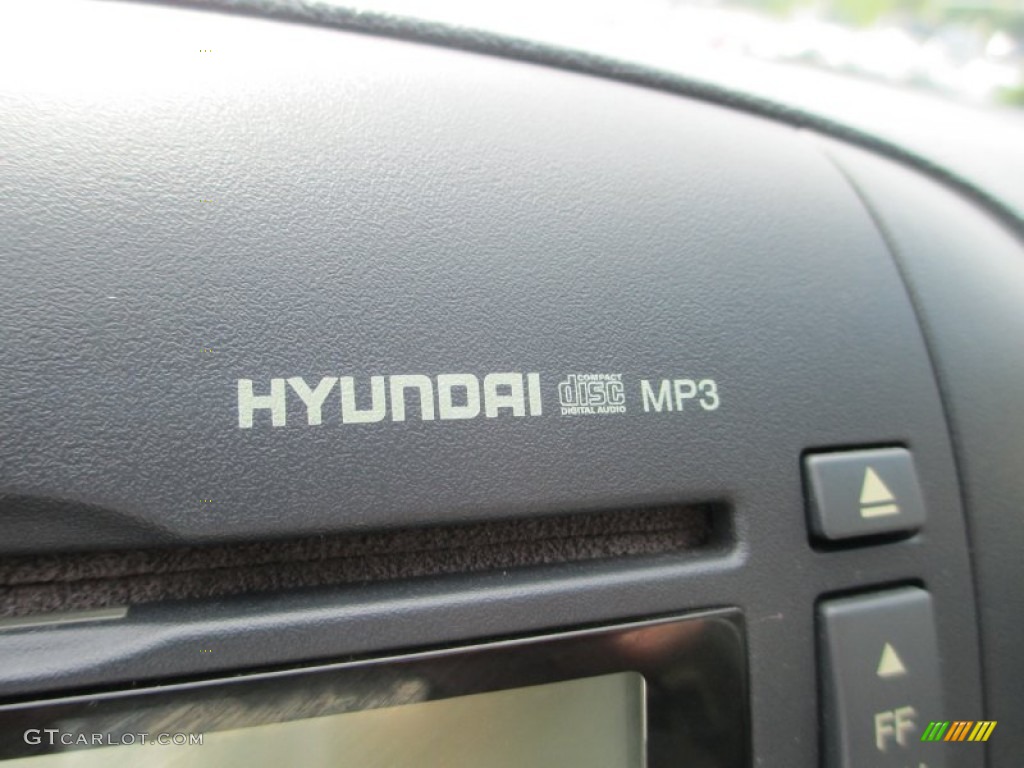 HYUNDAI COMPACT disc DIGITAL AUDIO MP3
FF
GTCARLOT.COM